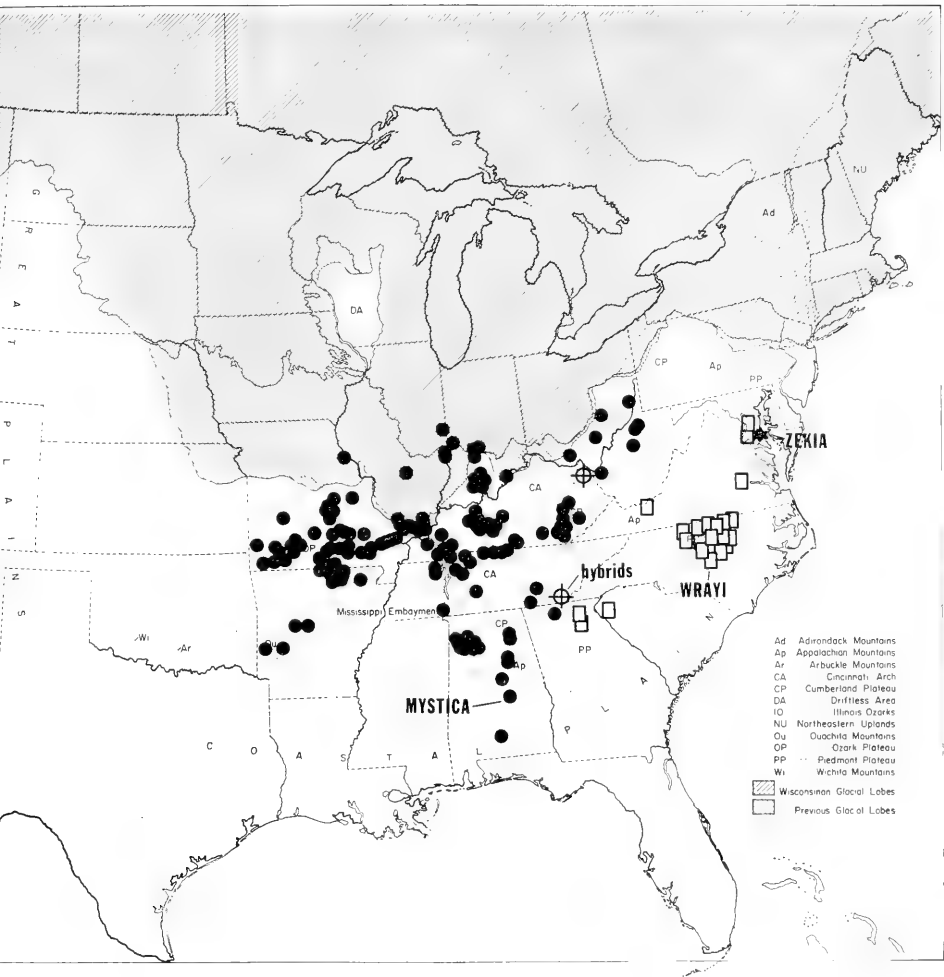 NU
Ad
G
R
E
A
T
P
L
A
I
N
S
DA
CP
Ap
PP
ZEKIA
CA
Ap
OP
WRAYI
hybrids
CA
Mississippi Embayment
Wi
Ar
Ou
CP
PP
Ap
MYSTICA
C O A S T A L
P L A I N
Ad Adirondack Mountains
Ap Appalachian Mountains
Ar Arbuckle Mountains
CA Cincinnati Arch
CP Cumberland Plateau
DA Driftless Area
IO Illinois Ozarks
NU Northeastern Uplands
Ou Ouachita Mountains
OP Ozark Plateau
PP Piedmont Plateau
Wi Wichita Mountains
Wisconsinan Glacial Lobes
Previous Glacial Lobes